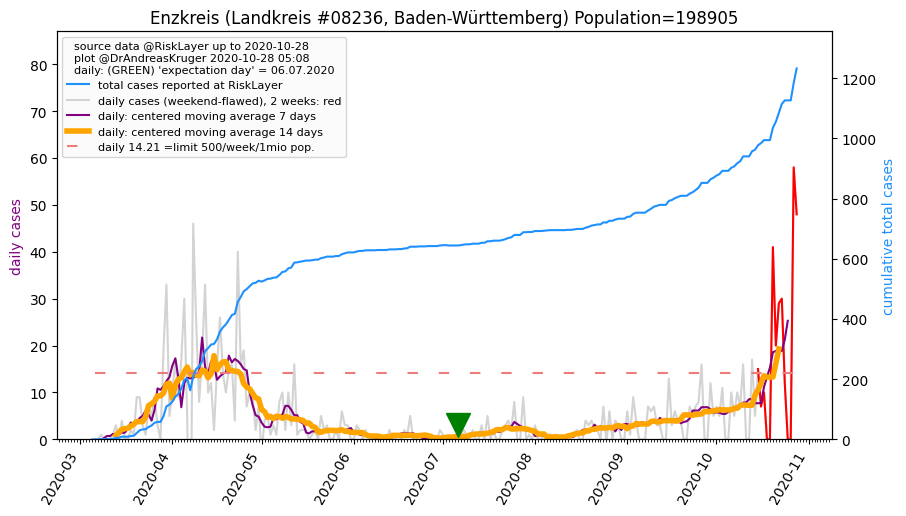 Enzkreis (Landkreis #08236, Baden-Württemberg) Population=198905
source data @RiskLayer up to 2020-10-28
plot @DrAndreasKruger 2020-10-28 05:08
daily: (GREEN) 'expectation day' = 06.07.2020
total cases reported at RiskLayer
daily cases (weekend-flawed), 2 weeks: red
daily: centered moving average 7 days
daily: centered moving average 14 days
daily 14.21 =limit 500/week/1mio pop.
daily cases
80
70
60
50
40
30
20
10
0
cumulative total cases
1200
1000
800
600
400
200
0
2020-03
2020-04
2020-05
2020-06
2020-07
2020-08
2020-09
2020-10
2020-11